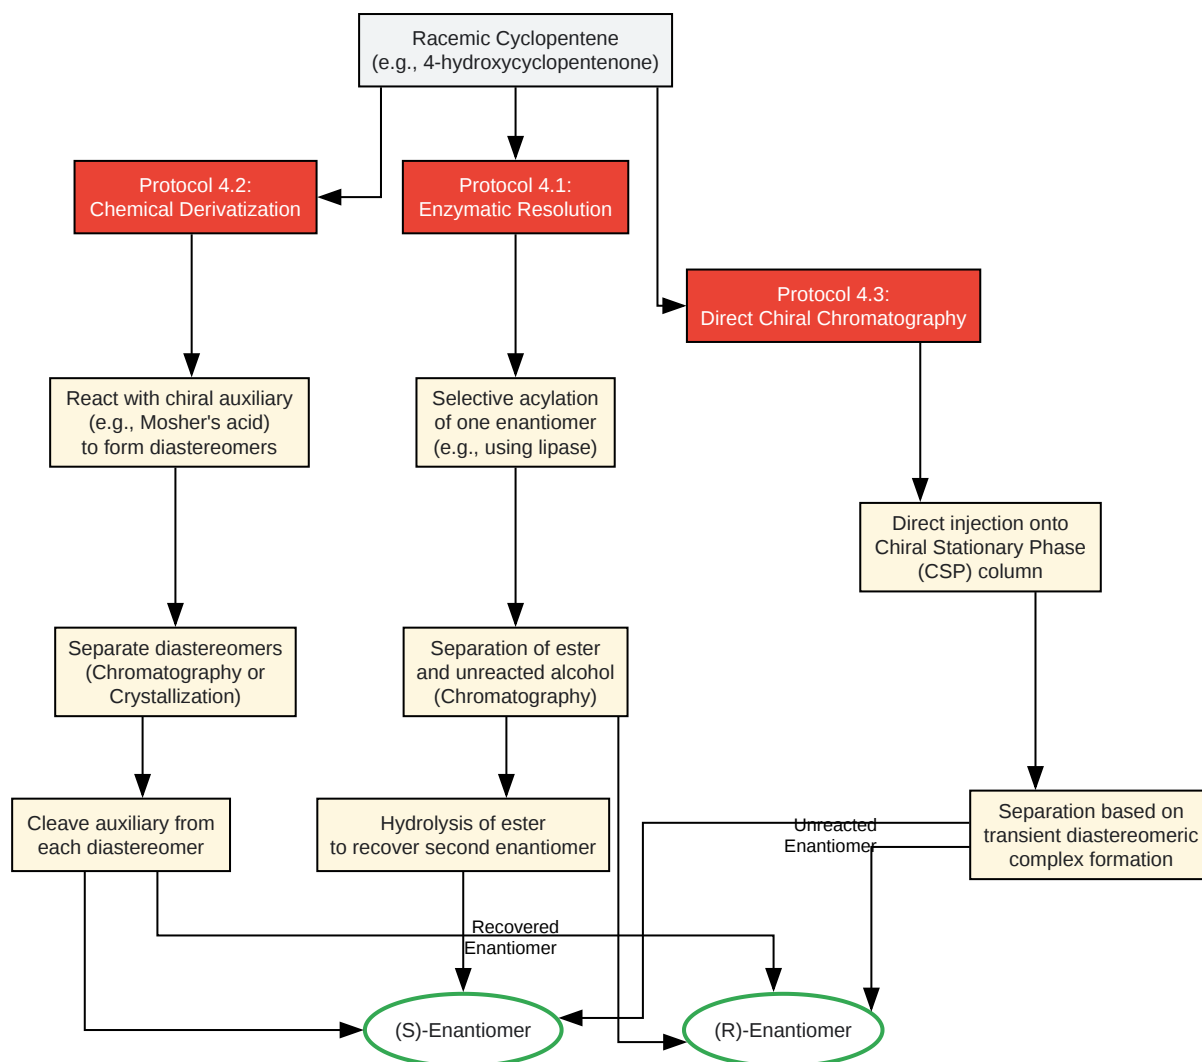 Racemic Cyclopentene
(e.g., 4-hydroxycyclopentenone)
Protocol 4.2:
Chemical Derivatization
Protocol 4.1:
Enzymatic Resolution
Protocol 4.3:
Direct Chiral Chromatography
React with chiral auxiliary
(e.g., Mosher's acid)
to form diastereomers
Selective acylation
of one enantiomer
(e.g., using lipase)
Direct injection onto
Chiral Stationary Phase
(CSP) column
Separate diastereomers
(Chromatography or
Crystallization)
Separation of ester
and unreacted alcohol
(Chromatography)
Cleave auxiliary from
each diastereomer
Hydrolysis of ester
to recover second enantiomer
Unreacted
Enantiomer
Separation based on
transient diastereomeric
complex formation
Recovered
Enantiomer
(S)-Enantiomer
(R)-Enantiomer